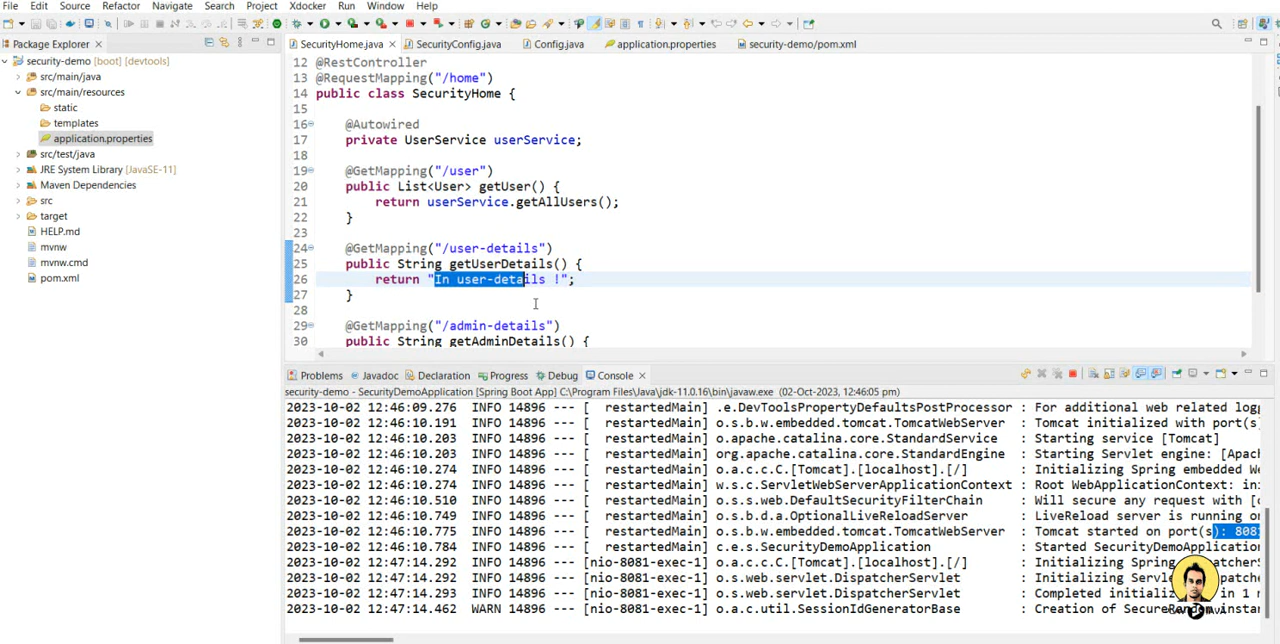 File Edit Source Refactor Navigate Search Project Xdocker Run Window Help
Package Explorer
security-demo [boot] [devtools]
src/main/java
src/main/resources
static
templates
application.properties
src/test/java
JRE System Library [JavaSE-11]
Maven Dependencies
src
target
HELP.md
mvnw
mvnw.cmd
pom.xml
SecurityHome.java SecurityConfig.java Config.java application.properties security-demo/pom.xml
12 @RestController
13 @RequestMapping("/home")
14 public class SecurityHome {
15
16 @Autowired
17 private UserService userService;
18
19 @GetMapping("/user")
20 public List<User> getUser() {
21 return userService.getAllUsers();
22 }
23
24 @GetMapping("/user-details")
25 public String getUserDetails() {
26 return "In user-details !";
27 }
28
29 @GetMapping("/admin-details")
30 public String getAdminDetails() {
Problems Javadoc Declaration Progress Debug Console
security-demo - SecurityDemoApplication [Spring Boot App] C:\Program Files\Java\jdk-11.0.16\bin\javaw.exe (02-Oct-2023, 12:46:05 pm)
2023-10-02 12:46:09.276 INFO 14896 --- [ restartedMain] .e.DevToolsPropertyDefaultsPostProcessor : For additional web related logg
2023-10-02 12:46:10.191 INFO 14896 --- [ restartedMain] o.s.b.w.embedded.tomcat.TomcatWebServer : Tomcat initialized with port(s
2023-10-02 12:46:10.203 INFO 14896 --- [ restartedMain] o.apache.catalina.core.StandardService : Starting service [Tomcat]
2023-10-02 12:46:10.203 INFO 14896 --- [ restartedMain] org.apache.catalina.core.StandardEngine : Starting Servlet engine: [Apac
2023-10-02 12:46:10.274 INFO 14896 --- [ restartedMain] o.a.c.c.C.[Tomcat].[localhost].[/] : Initializing Spring embedded We
2023-10-02 12:46:10.274 INFO 14896 --- [ restartedMain] w.s.c.ServletWebServerApplicationContext : Root WebApplicationContext: ini
2023-10-02 12:46:10.510 INFO 14896 --- [ restartedMain] o.s.s.web.DefaultSecurityFilterChain : Will secure any request with [o
2023-10-02 12:46:10.749 INFO 14896 --- [ restartedMain] o.s.b.d.a.OptionalLiveReloadServer : LiveReload server is running on
2023-10-02 12:46:10.775 INFO 14896 --- [ restartedMain] o.s.b.w.embedded.tomcat.TomcatWebServer : Tomcat started on port(s): 8081
2023-10-02 12:46:10.784 INFO 14896 --- [ restartedMain] c.e.s.SecurityDemoApplication : Started SecurityDemoApplication
2023-10-02 12:47:14.292 INFO 14896 --- [nio-8081-exec-1] o.a.c.c.C.[Tomcat].[localhost].[/] : Initializing Spring
2023-10-02 12:47:14.293 INFO 14896 --- [nio-8081-exec-1] o.s.web.servlet.DispatcherServlet : Initializing
2023-10-02 12:47:14.462 INFO 14896 --- [nio-8081-exec-1] o.s.web.servlet.DispatcherServlet : Completed in 1
2023-10-02 12:47:14.462 WARN 14896 --- [nio-8081-exec-1] o.a.c.util.SessionIdGeneratorBase : Creation of instan